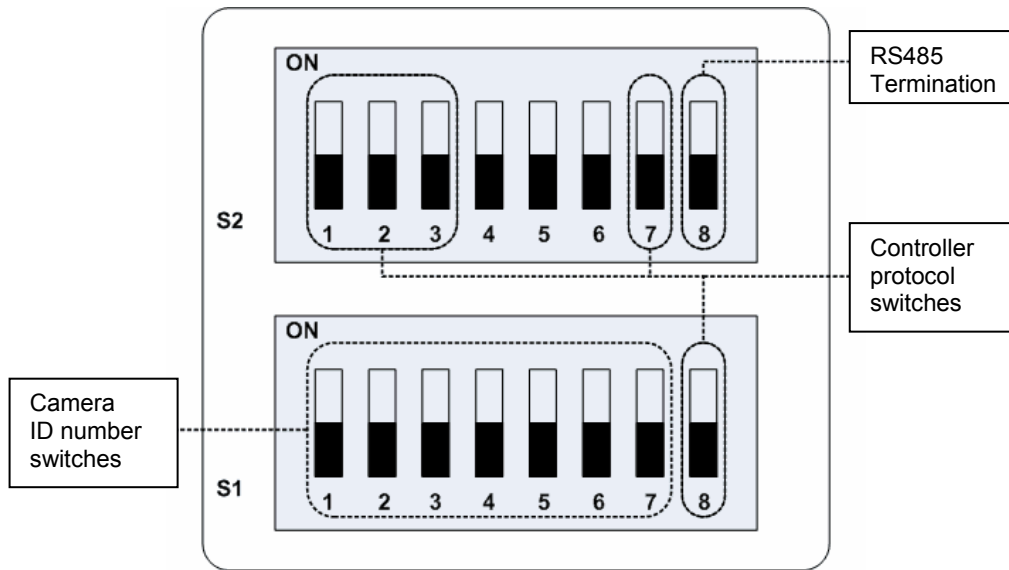 ON
S2
1 2 3 4 5 6 7 8
RS485
Termination
Controller
protocol
switches
ON
S1
1 2 3 4 5 6 7 8
Camera
ID number
switches